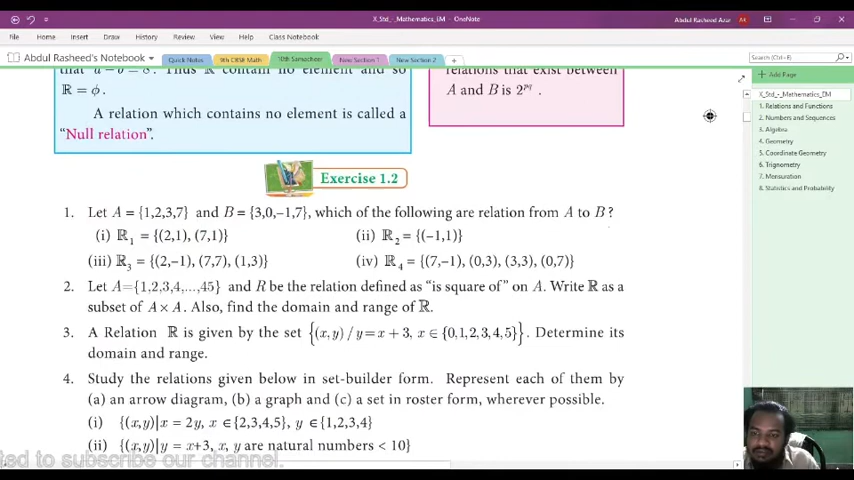 X_Std_-_Mathematics_EM - OneNote
Abdul Rasheed Azar AR
File Home Insert Draw History Review View Help Class Notebook
Abdul Rasheed's Notebook Quick Notes 9th CBSE Math 10th Samacheer New Section 1 New Section 2 +
Search (Ctrl+E)
Add Page
X_Std_-_Mathematics_EM
1. Relations and Functions
2. Numbers and Sequences
3. Algebra
4. Geometry
5. Coordinate Geometry
6. Trigonometry
7. Mensuration
8. Statistics and Probability
that a – b = 8. Thus ℝ contain no element and so
ℝ = ϕ.
A relation which contains no element is called a
“Null relation”.
relations that exist between
A and B is 2^{pq}.
Exercise 1.2
1. Let A = {1,2,3,7} and B = {3,0,–1,7}, which of the following are relation from A to B?
(i) ℝ₁ = {(2,1), (7,1)} (ii) ℝ₂ = {(–1,1)}
(iii) ℝ₃ = {(2,–1), (7,7), (1,3)} (iv) ℝ₄ = {(7,–1), (0,3), (3,3), (0,7)}
2. Let A={1,2,3,4,...,45} and R be the relation defined as “is square of” on A. Write ℝ as a
subset of A × A. Also, find the domain and range of ℝ.
3. A Relation ℝ is given by the set {(x,y) / y = x + 3, x ∈ {0,1,2,3,4,5}}. Determine its
domain and range.
4. Study the relations given below in set-builder form. Represent each of them by
(a) an arrow diagram, (b) a graph and (c) a set in roster form, wherever possible.
(i) {(x,y)|x = 2y, x ∈{2,3,4,5}, y ∈{1,2,3,4}
(ii) {(x,y)|y = x+3, x, y are natural numbers < 10}
ted to subscribe our channel.